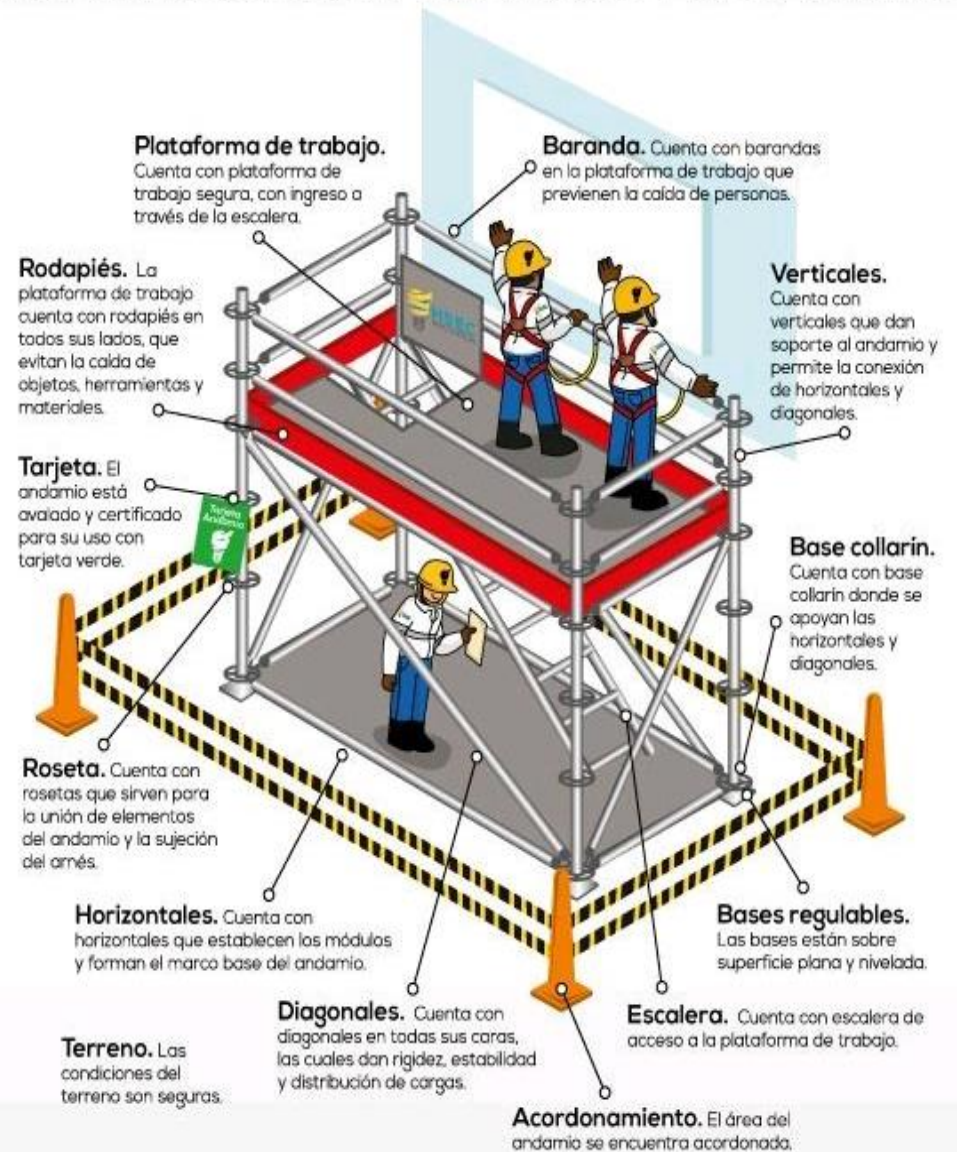 Plataforma de trabajo.
Cuenta con plataforma de
trabajo segura, con ingreso a
través de la escalera.
Baranda. Cuenta con barandas
en la plataforma de trabajo que
previenen la caída de personas.
Rodapiés. La
plataforma de trabajo
cuenta con rodapiés en
todos sus lados, que
evitan la caída de
objetos, herramientas y
materiales.
Verticales.
Cuenta con
verticales que dan
soporte al andamio y
permite la conexión
de horizontales y
diagonales.
Tarjeta. El
andamio está
avalado y certificado
para su uso con
tarjeta verde.
Tarjeta
Andamio
Base collarín.
Cuenta con base
collarín donde se
apoyan las
horizontales y
diagonales.
Roseta. Cuenta con
rosetas que sirven para
la unión de elementos
del andamio y la sujeción
del arnés.
Horizontales. Cuenta con
horizontales que establecen los módulos
y forman el marco base del andamio.
Bases regulables.
Las bases están sobre
superficie plana y nivelada.
Diagonales. Cuenta con
diagonales en todas sus caras,
las cuales dan rigidez, estabilidad
y distribución de cargas.
Escalera. Cuenta con escalera de
acceso a la plataforma de trabajo.
Terreno. Las
condiciones del
terreno son seguras.
Acordonamiento. El área del
andamio se encuentra acordonada.